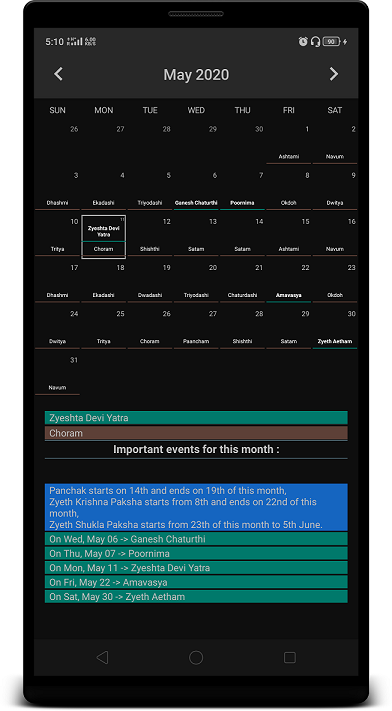 5:10 6.00 KB/S 90
May 2020
SUN MON TUE WED THU FRI SAT
26 27 28 29 30 1 2
Ashtami Navum
3 4 5 6 7 8 9
Dhashmi Ekadashi Triyodashi Ganesh Chaturthi Poornima Okdoh Dwitya
10 11 12 13 14 15 16
Zyeshta Devi
Yatra
Tritya Choram Shishthi Satam Satam Ashtami Navum
17 18 19 20 21 22 23
Dhashmi Ekadashi Dwadashi Triyodashi Chaturdashi Amavasya Okdoh
24 25 26 27 28 29 30
Dwitya Tritya Choram Paancham Shishthi Satam Zyeth Aetham
31
Navum
Zyeshta Devi Yatra
Choram
Important events for this month :
Panchak starts on 14th and ends on 19th of this month,
Zyeth Krishna Paksha starts from 8th and ends on 22nd of this
month,
Zyeth Shukla Paksha starts from 23th of this month to 5th June.
On Wed, May 06 -> Ganesh Chaturthi
On Thu, May 07 -> Poornima
On Mon, May 11 -> Zyeshta Devi Yatra
On Fri, May 22 -> Amavasya
On Sat, May 30 -> Zyeth Aetham